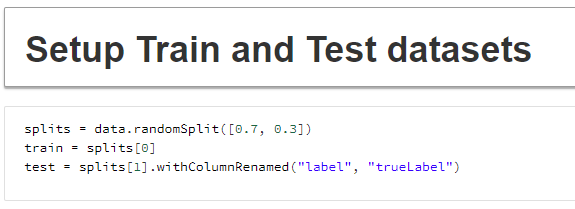 Setup Train and Test datasets
splits = data.randomSplit([0.7, 0.3])
train = splits[0]
test = splits[1].withColumnRenamed("label", "trueLabel")